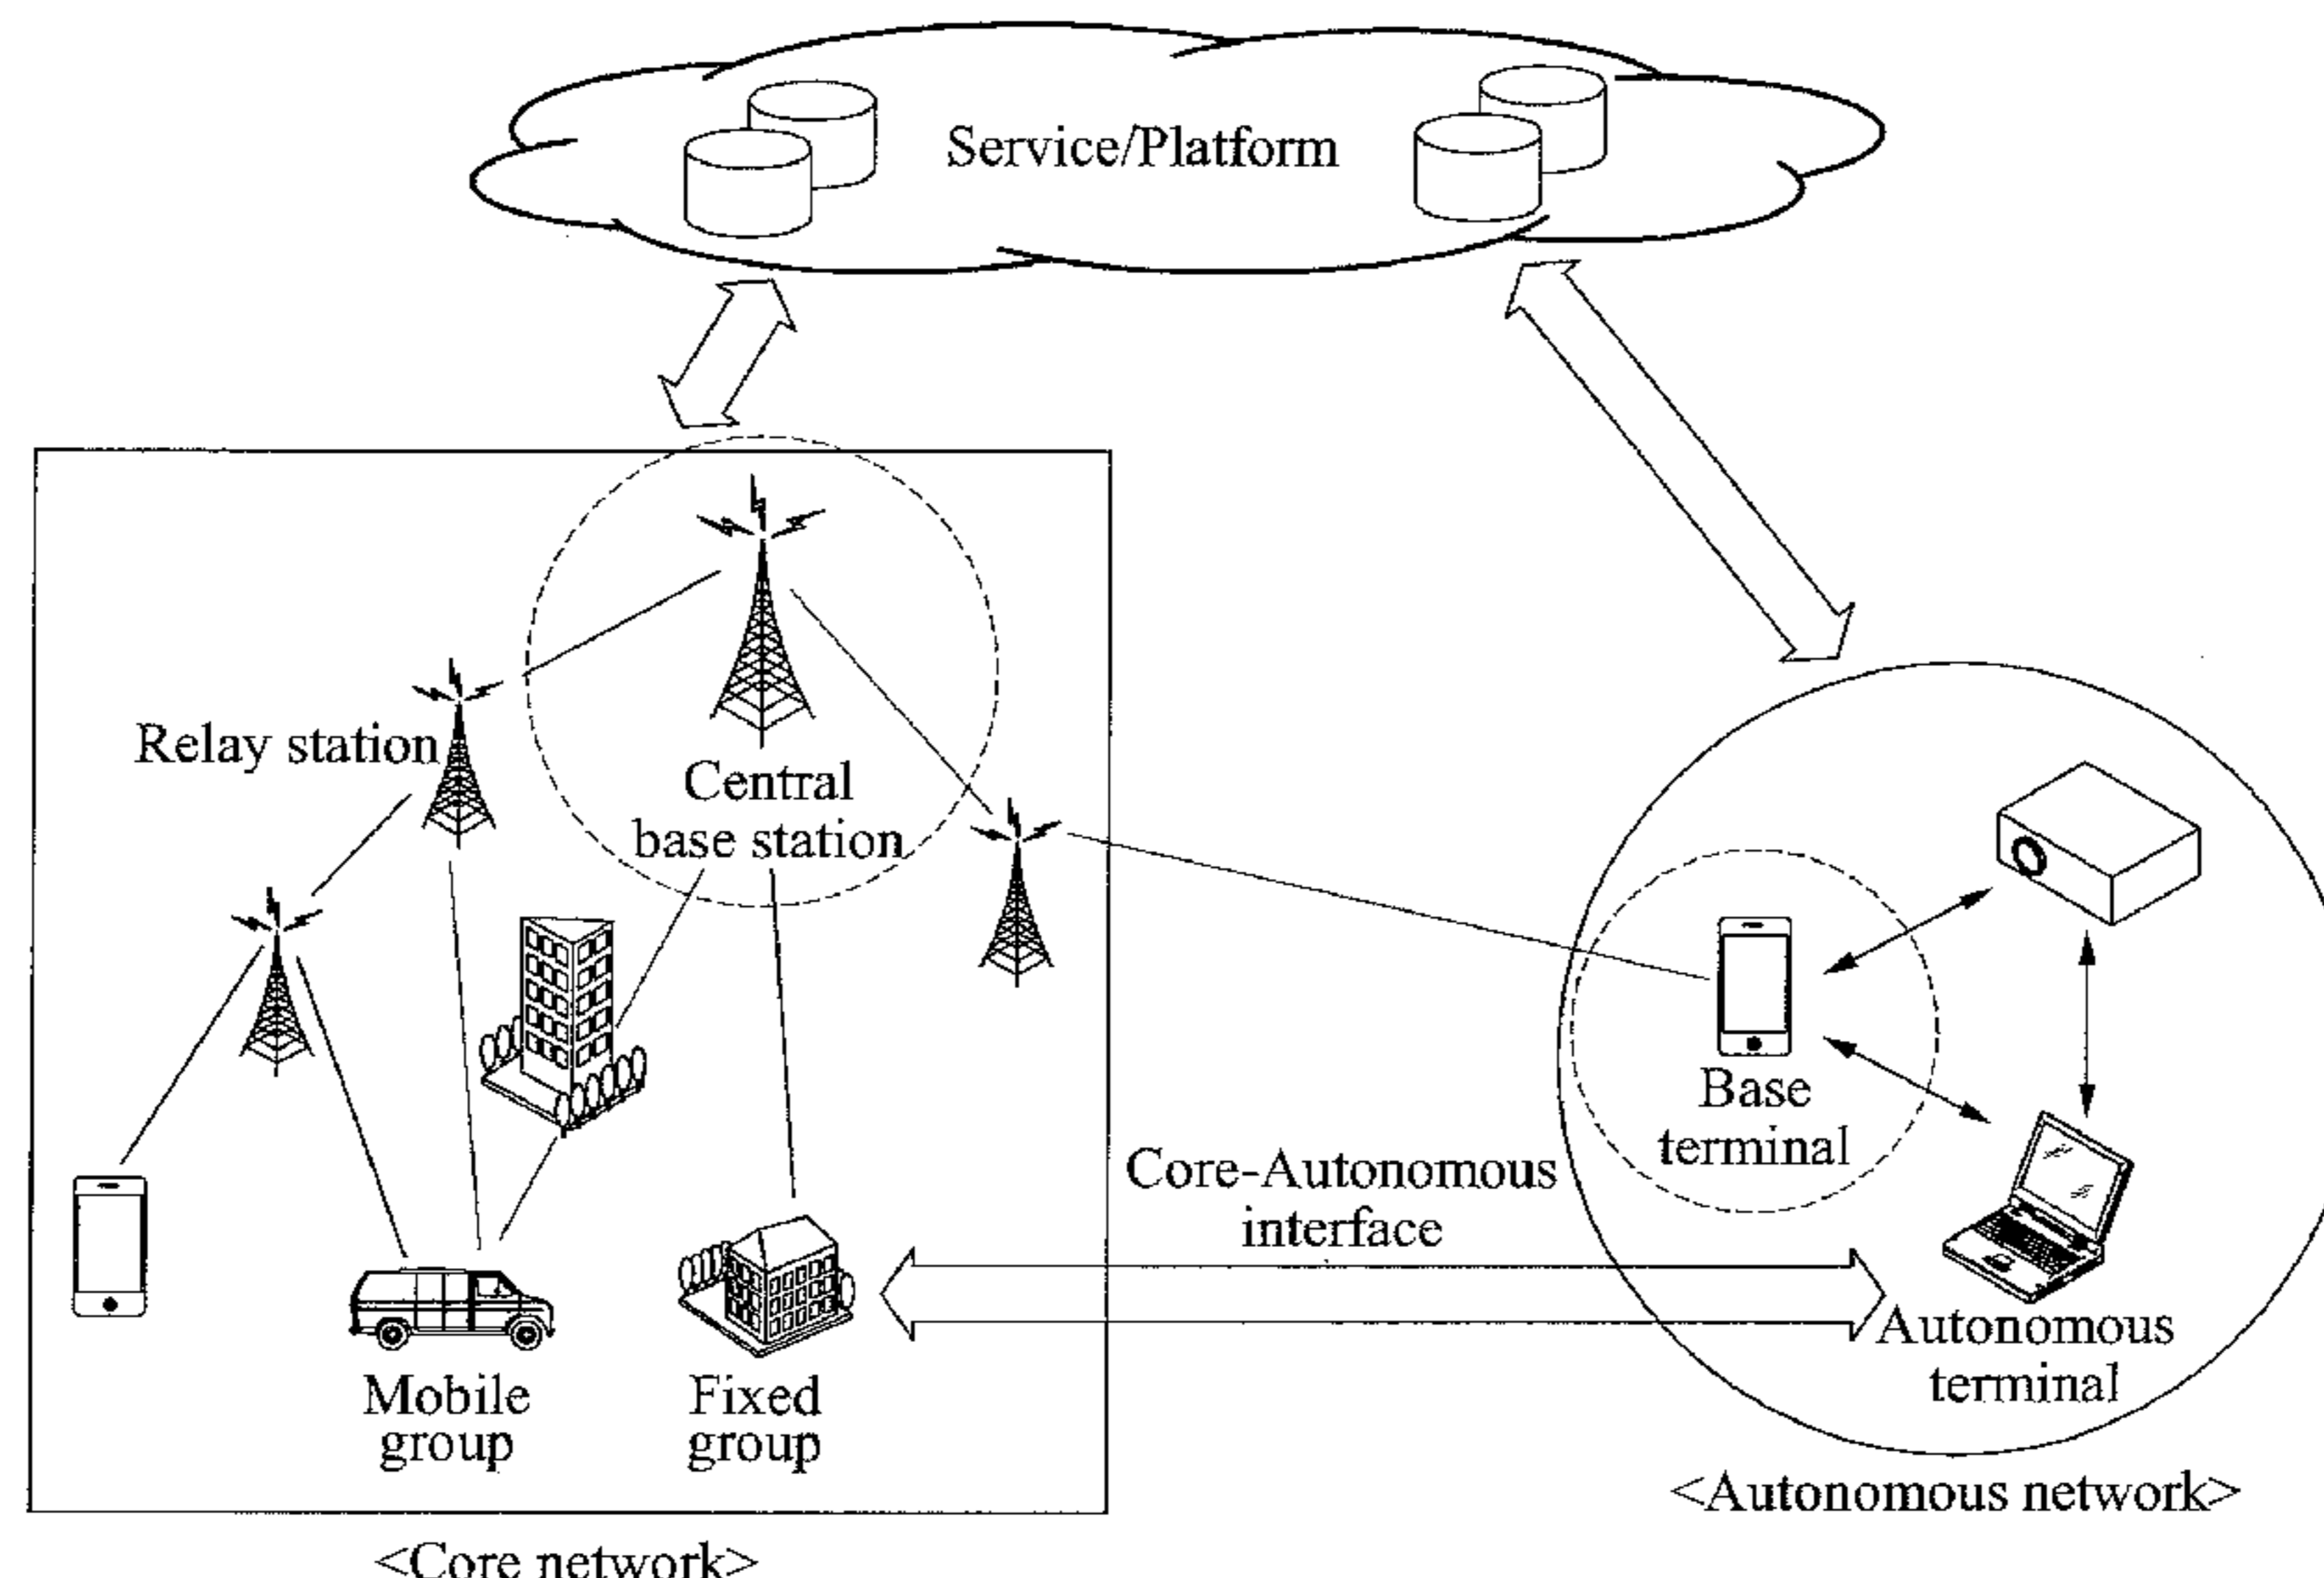 Service/Platform
Relay station
Central
base station
Base
terminal
Core-Autonomous
interface
Autonomous
terminal
Mobile
group
Fixed
group
<Autonomous network>
<Core network>